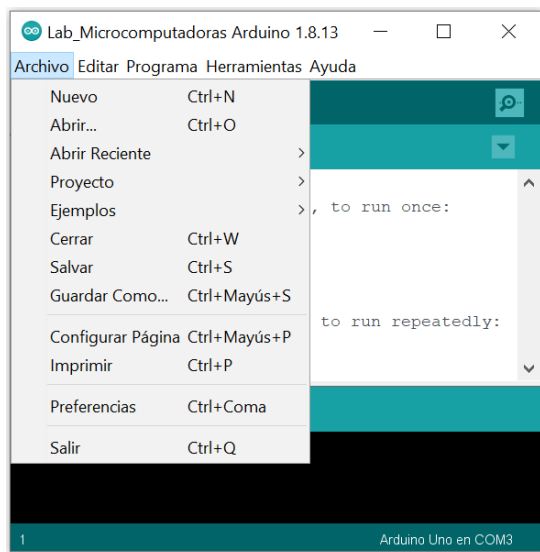 Lab_Microcomputadoras Arduino 1.8.13
Archivo Editar Programa Herramientas Ayuda
Nuevo Ctrl+N
Abrir... Ctrl+O
Abrir Reciente
Proyecto
Ejemplos
, to run once:
Cerrar Ctrl+W
Salvar Ctrl+S
Guardar Como... Ctrl+Mayús+S
to run repeatedly:
Configurar Página Ctrl+Mayús+P
Imprimir Ctrl+P
Preferencias Ctrl+Coma
Salir Ctrl+Q
1 Arduino Uno en COM3